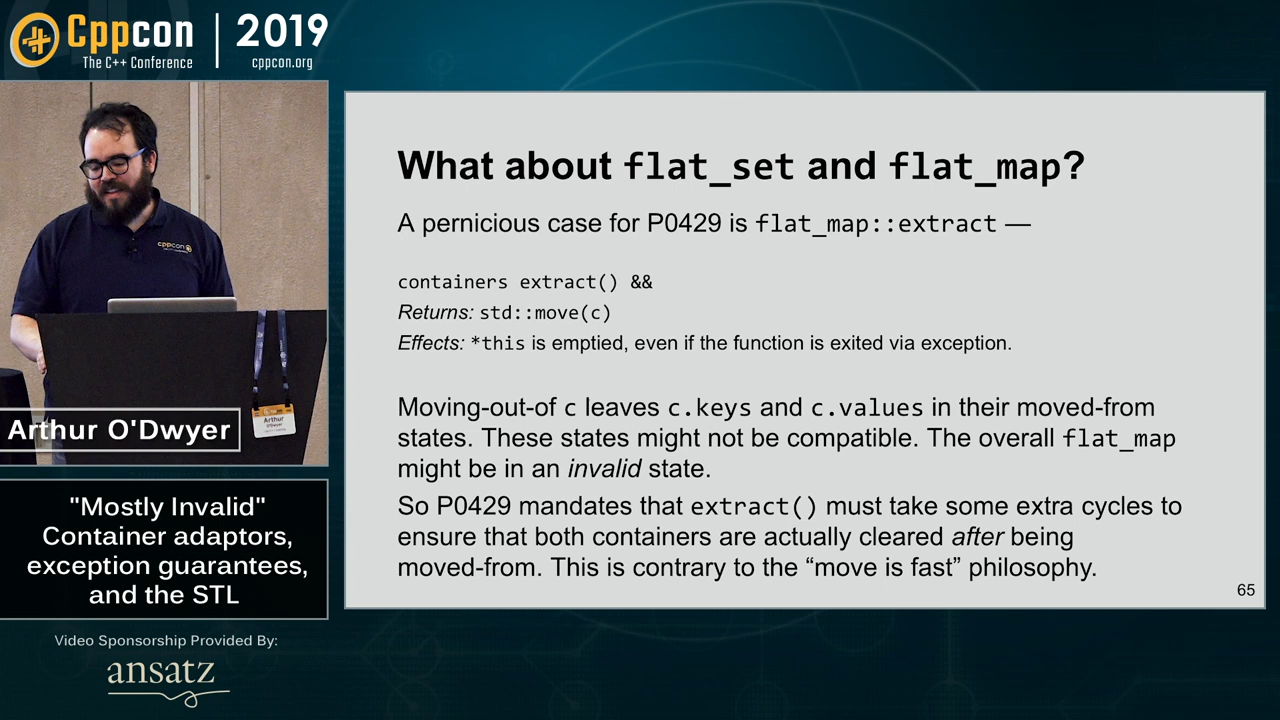 Cppcon
The C++ Conference
2019
cppcon.org
cppcon
Arthur
O'Dwyer
Arthur O'Dwyer
"Mostly Invalid"
Container adaptors,
exception guarantees,
and the STL
Video Sponsorship Provided By:
ansatz
What about flat_set and flat_map?
A pernicious case for P0429 is flat_map::extract —
containers extract() &&
Returns: std::move(c)
Effects: *this is emptied, even if the function is exited via exception.
Moving-out-of c leaves c.keys and c.values in their moved-from
states. These states might not be compatible. The overall flat_map
might be in an invalid state.
So P0429 mandates that extract() must take some extra cycles to
ensure that both containers are actually cleared after being
moved-from. This is contrary to the “move is fast” philosophy.
65